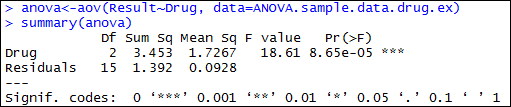 > anova<-aov(Result~Drug, data=ANOVA.sample.data.drug.ex)
> summary(anova)
            Df Sum Sq Mean Sq F value   Pr(>F)
Drug         2  3.453  1.7267   18.61 8.65e-05 ***
Residuals   15  1.392  0.0928
---
Signif. codes:  0 ‘***’ 0.001 ‘**’ 0.01 ‘*’ 0.05 ‘.’ 0.1 ‘ ’ 1